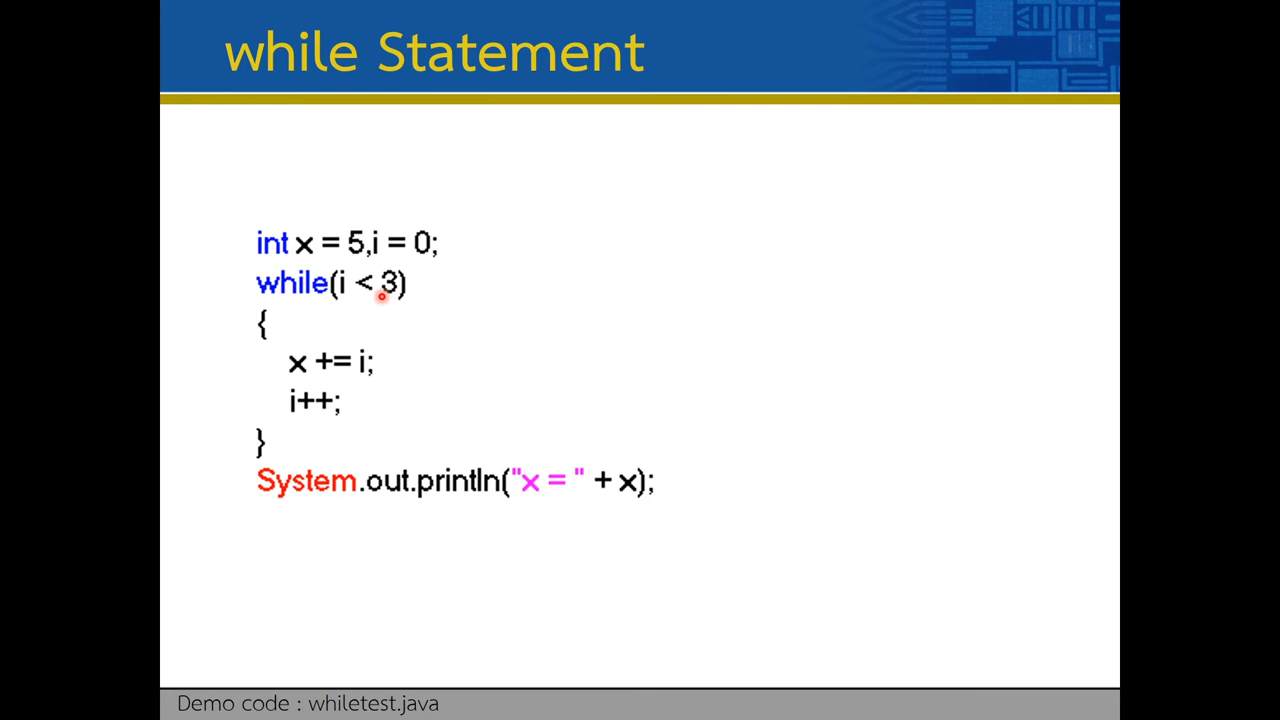 while Statement
int x = 5,i = 0;
while(i < 3)
{
x += i;
i++;
}
System.out.println("x = " + x);
Demo code : whiletest.java